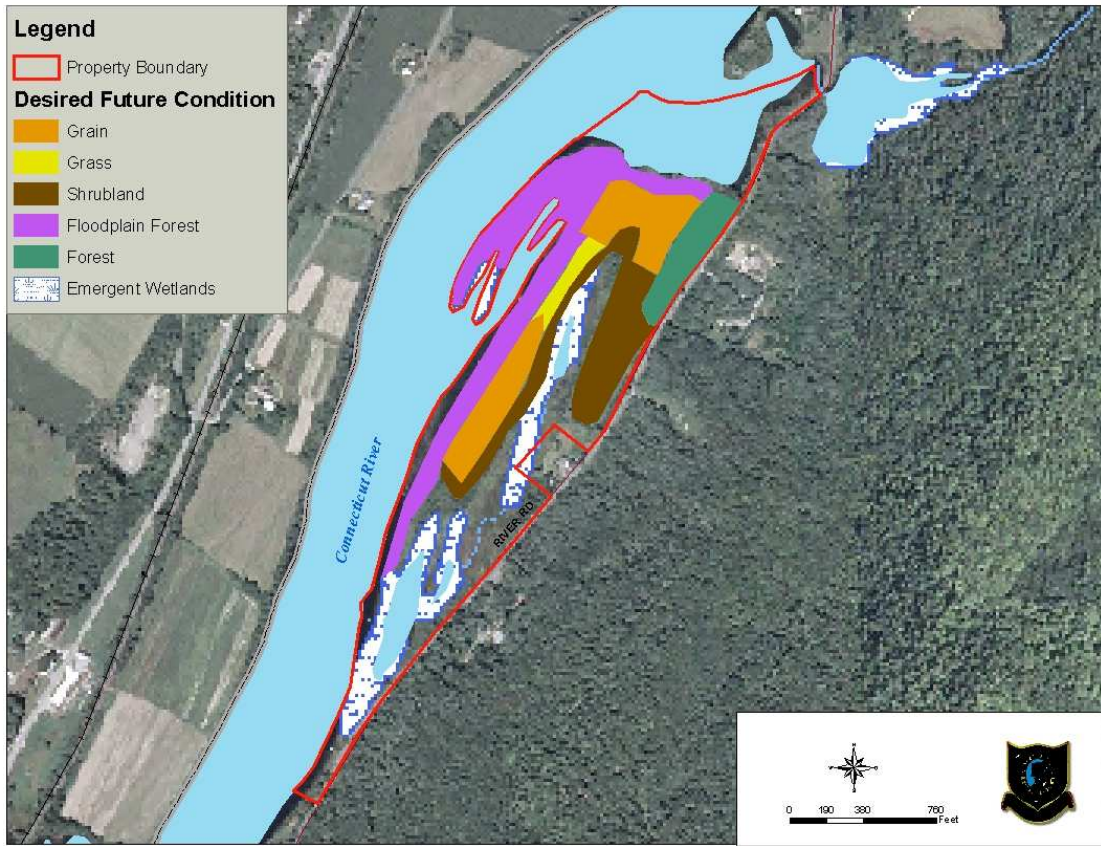 Legend
Property Boundary
Desired Future Condition
Grain
Grass
Shrubland
Floodplain Forest
Forest
Emergent Wetlands
Connecticut River
RIVER RD
0 190 380 760
Feet